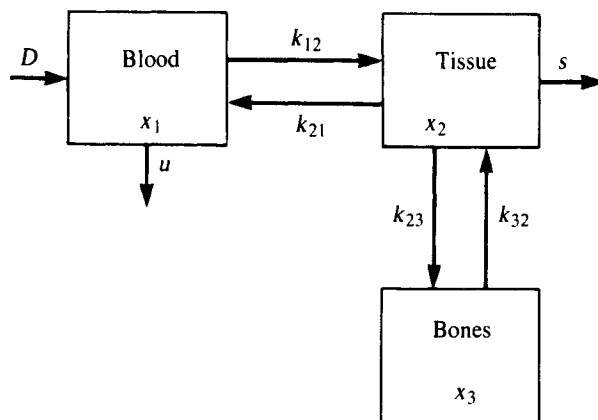 D
Blood
x₁
u
k₁₂
k₂₁
Tissue
x₂
s
k₂₃
k₃₂
Bones
x₃